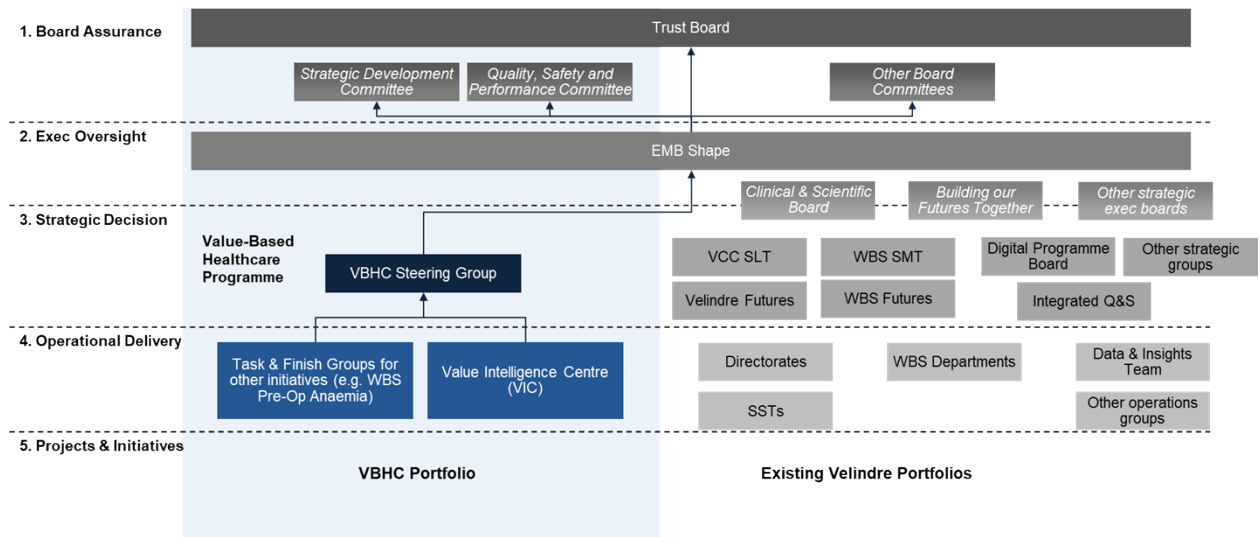 1. Board Assurance
Trust Board
Strategic Development
Committee
Quality, Safety and
Performance Committee
Other Board
Committees
2. Exec Oversight
EMB Shape
Clinical & Scientific
Board
Building our
Futures Together
Other strategic
exec boards
3. Strategic Decision
Value-Based
Healthcare
Programme
VBHC Steering Group
VCC SLT
WBS SMT
Digital Programme
Board
Other strategic
groups
Velindre Futures
WBS Futures
Integrated Q&S
4. Operational Delivery
Task & Finish Groups for
other initiatives (e.g. WBS
Pre-Op Anaemia)
Value Intelligence Centre
(VIC)
Directorates
WBS Departments
Data & Insights
Team
SSTs
Other operations
groups
5. Projects & Initiatives
VBHC Portfolio
Existing Velindre Portfolios